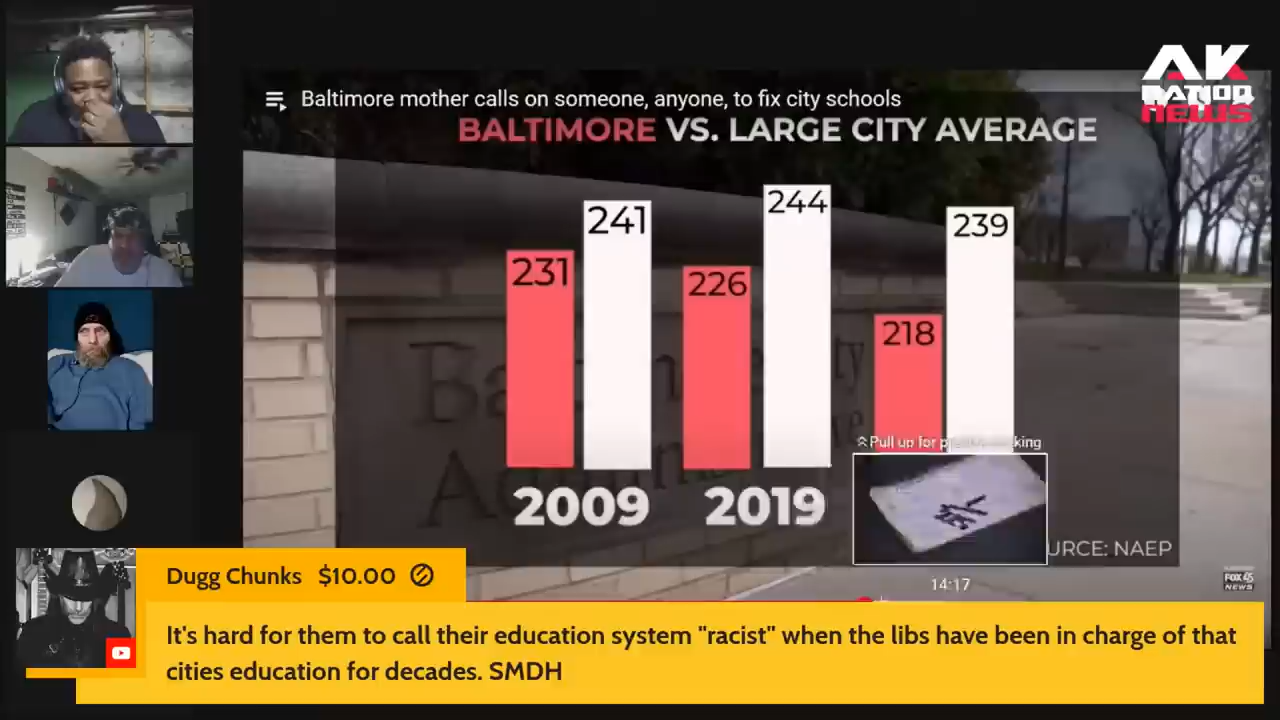 Baltimore mother calls on someone, anyone, to fix city schools
AK
NATION
NEWS
BALTIMORE VS. LARGE CITY AVERAGE
231
241
226
244
218
239
2009
2019
Pull up for
URCE: NAEP
14:17
FOX45
NEWS
Dugg Chunks $10.00
It's hard for them to call their education system "racist" when the libs have been in charge of that
cities education for decades. SMDH